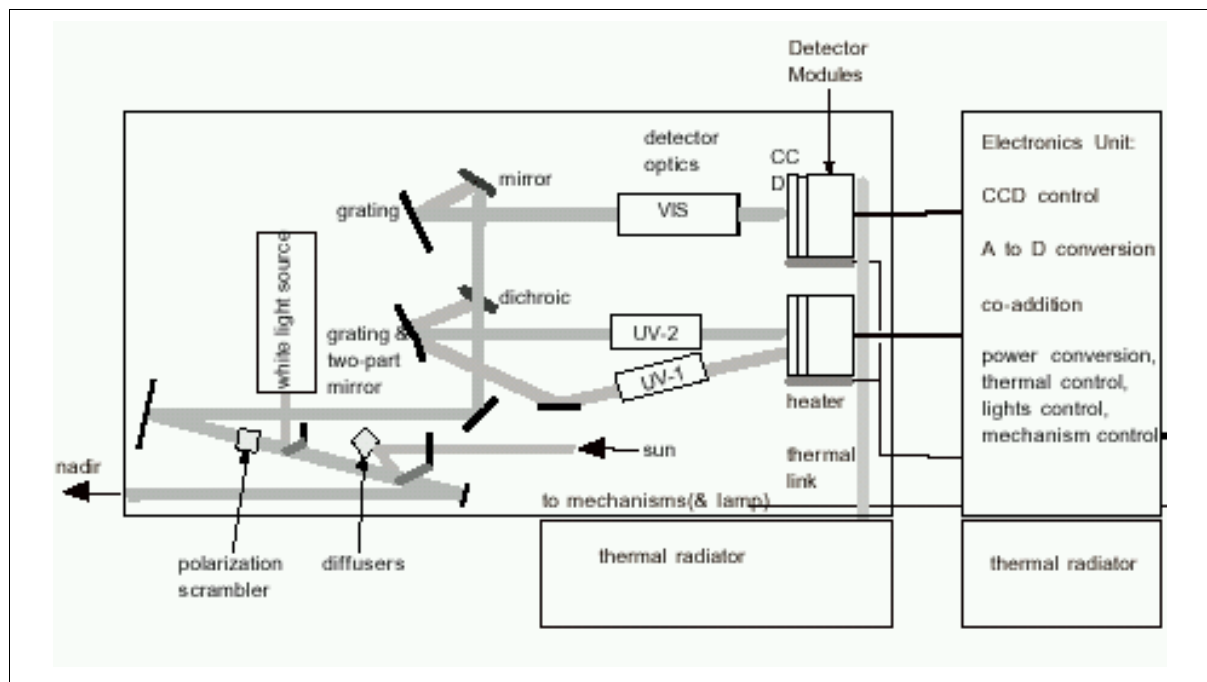 Detector
Modules
detector
optics
CC
D
Electronics Unit:
mirror
grating
VIS
CCD control
A to D conversion
white light source
dichroic
co-addition
grating &
two-part
mirror
UV-2
UV-1
power conversion,
thermal control,
lights control,
mechanism control
heater
sun
thermal
link
nadir
to mechanisms(& lamp)
polarization
scrambler
diffusers
thermal radiator
thermal radiator